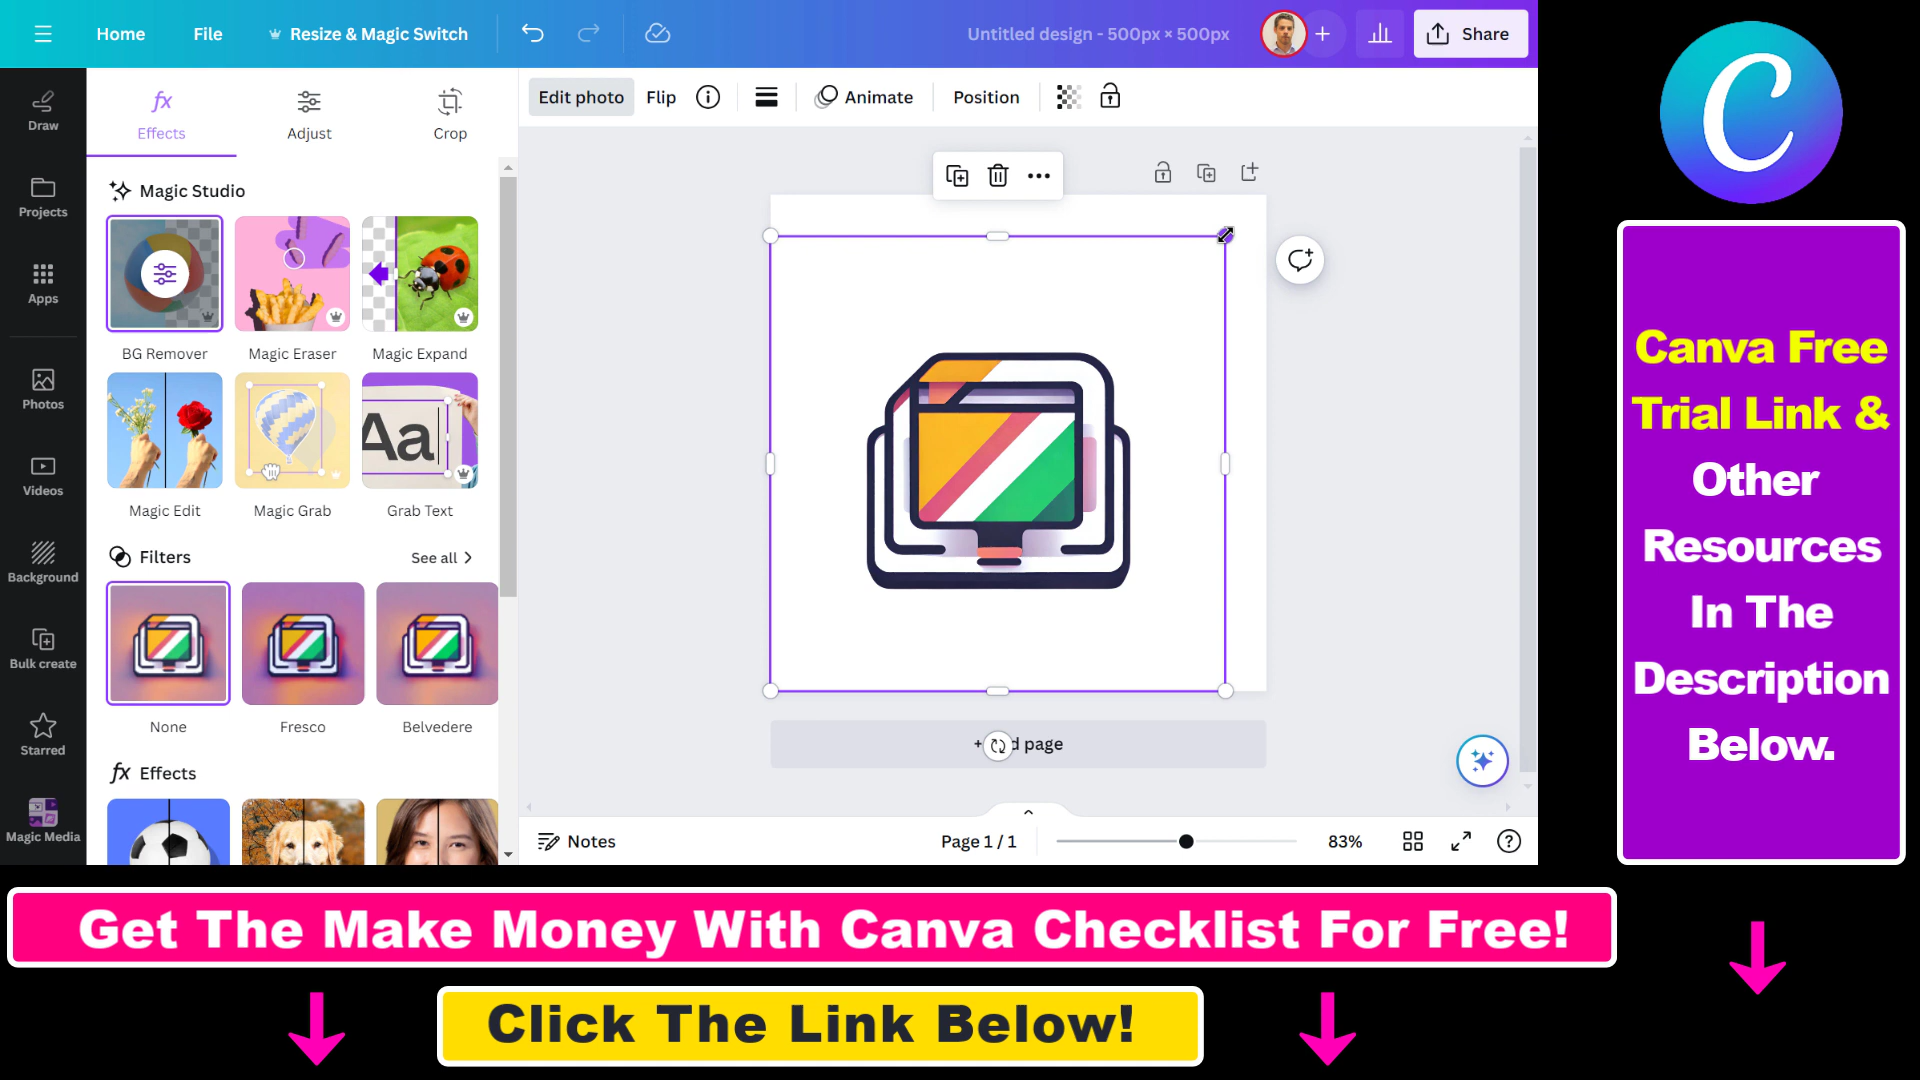 Home
File
Resize & Magic Switch
Untitled design - 500px × 500px
Share
Draw
Projects
Apps
Photos
Videos
Background
Bulk create
Starred
Magic Media
Effects
Adjust
Crop
Magic Studio
BG Remover
Magic Eraser
Magic Expand
Aa
Magic Edit
Magic Grab
Grab Text
Filters
See all
None
Fresco
Belvedere
fx Effects
Edit photo
Flip
Animate
Position
+ d page
Notes
Page 1 / 1
83%
C
Canva Free
Trial Link &
Other
Resources
In The
Description
Below.
Get The Make Money With Canva Checklist For Free!
Click The Link Below!